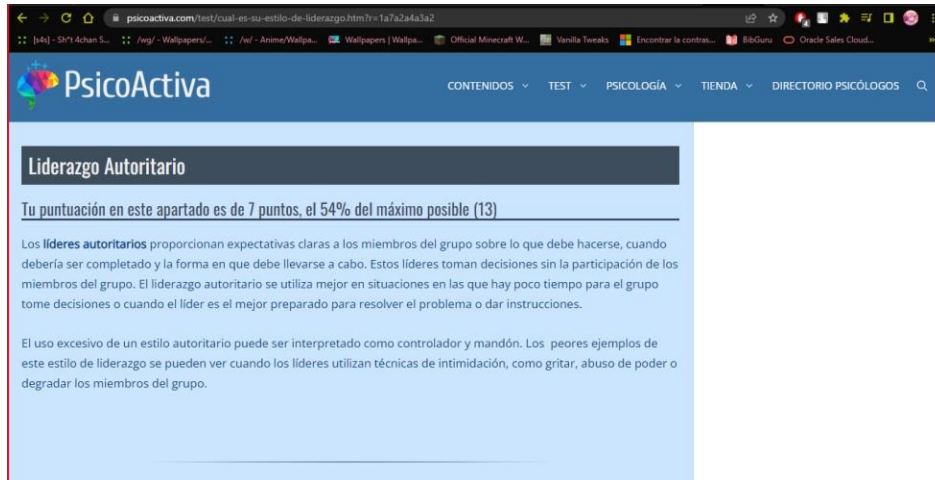 psicoactiva.com/test/cual-es-su-estilo-de-liderazgo.htm?r=1a7a2a4a3a2
[s4s] - Sh*t 4chan S... /wg/ - Wallpapers/... /w/ - Anime/Wallpa... Wallpapers | Wallpa... Official Minecraft W... Vanilla Tweaks Encontrar la contras... BibGuru Oracle Sales Cloud... »
PsicoActiva CONTENIDOS TEST PSICOLOGÍA TIENDA DIRECTORIO PSICÓLOGOS
Liderazgo Autoritario
Tu puntuación en este apartado es de 7 puntos, el 54% del máximo posible (13)
Los líderes autoritarios proporcionan expectativas claras a los miembros del grupo sobre lo que debe hacerse, cuando
debería ser completado y la forma en que debe llevarse a cabo. Estos líderes toman decisiones sin la participación de los
miembros del grupo. El liderazgo autoritario se utiliza mejor en situaciones en las que hay poco tiempo para el grupo
tome decisiones o cuando el líder es el mejor preparado para resolver el problema o dar instrucciones.
El uso excesivo de un estilo autoritario puede ser interpretado como controlador y mandón. Los peores ejemplos de
este estilo de liderazgo se pueden ver cuando los líderes utilizan técnicas de intimidación, como gritar, abuso de poder o
degradar los miembros del grupo.